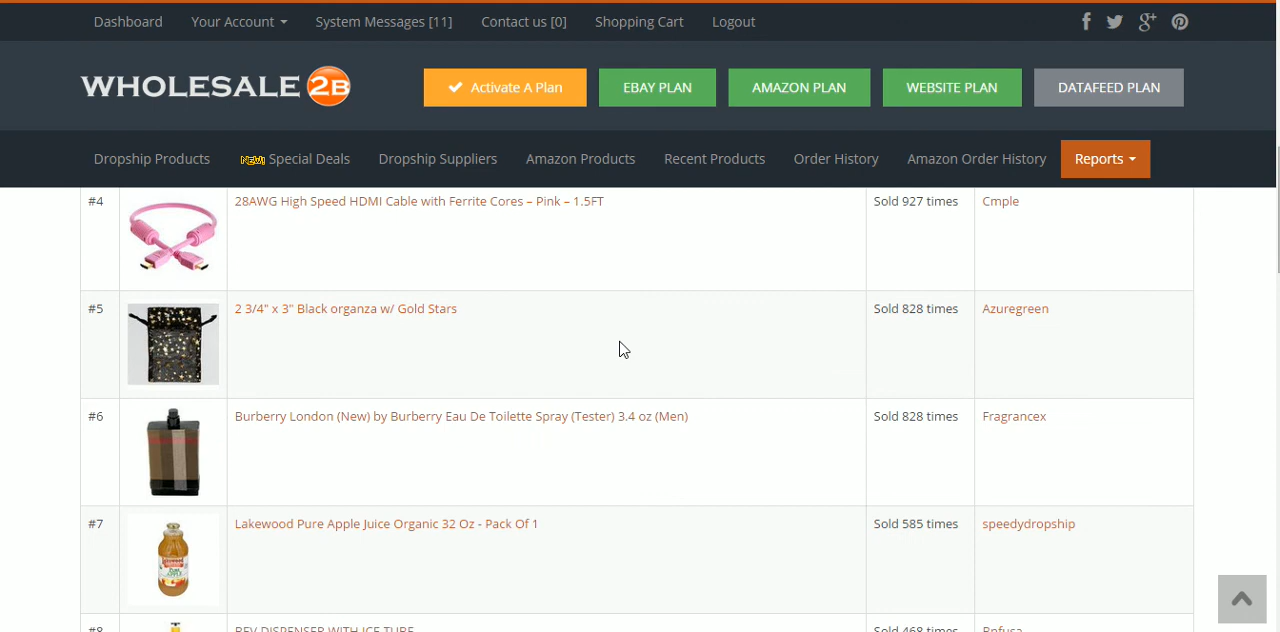 Dashboard Your Account System Messages [11] Contact us [0] Shopping Cart Logout
WHOLESALE 2B Activate A Plan EBAY PLAN AMAZON PLAN WEBSITE PLAN DATAFEED PLAN
Dropship Products NEW! Special Deals Dropship Suppliers Amazon Products Recent Products Order History Amazon Order History Reports
#4 28AWG High Speed HDMI Cable with Ferrite Cores – Pink – 1.5FT Sold 927 times Cmple
#5 2 3/4" x 3" Black organza w/ Gold Stars Sold 828 times Azuregreen
#6 Burberry London (New) by Burberry Eau De Toilette Spray (Tester) 3.4 oz (Men) Sold 828 times Fragrancex
#7 Lakewood Pure Apple Juice Organic 32 Oz - Pack Of 1 Sold 585 times speedydropship
#8 Sold 468 times